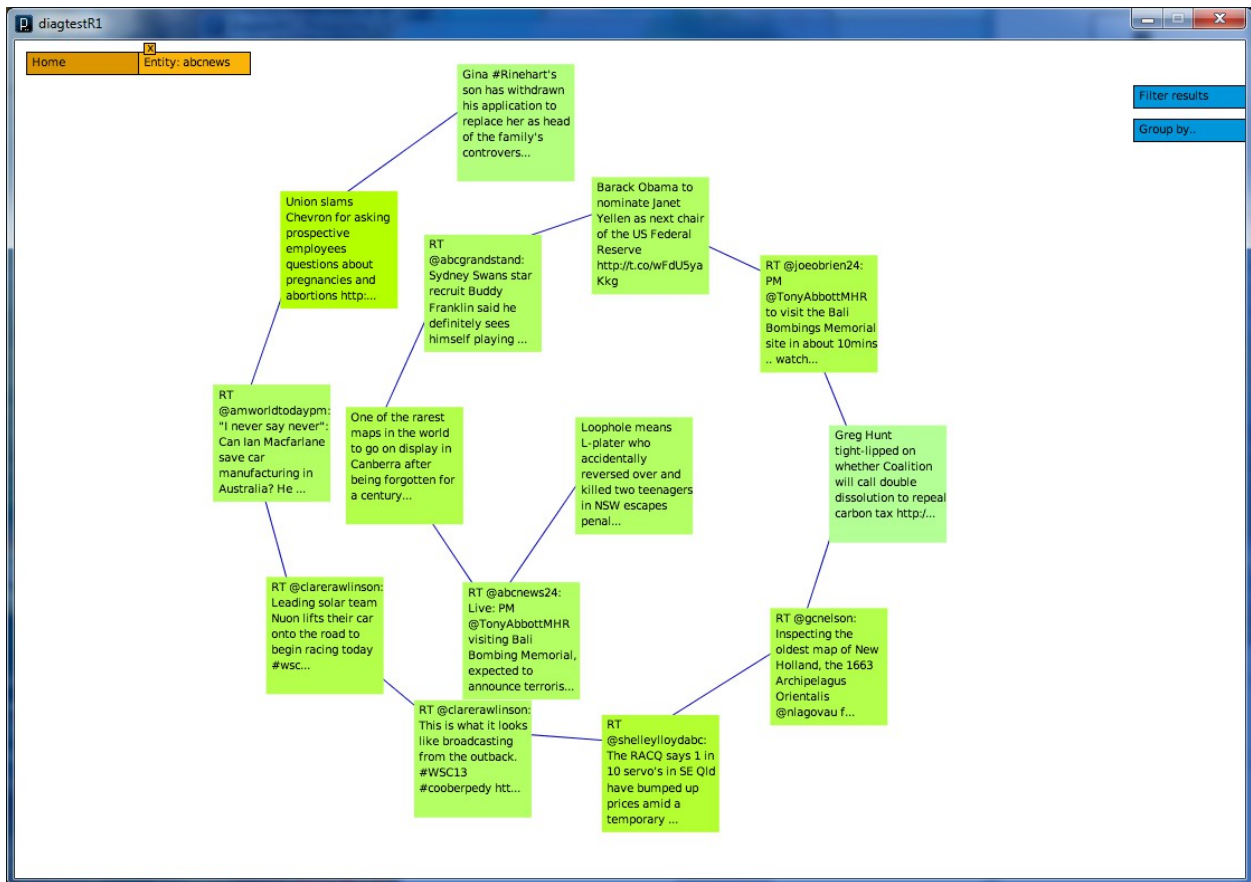 diagtestR1
X
Home
Entity: abcnews
Filter results
Group by..
Gina #Rinehart's
son has withdrawn
his application to
replace her as head
of the family's
controvers...
Union slams
Chevron for asking
prospective
employees
questions about
pregnancies and
abortions http:...
RT
@abcgrandstand:
Sydney Swans star
recruit Buddy
Franklin said he
definitely sees
himself playing ...
Barack Obama to
nominate Janet
Yellen as next chair
of the US Federal
Reserve
http://t.co/wFdU5ya
Kkg
RT @joeobrien24:
PM
@TonyAbbottMHR
to visit the Bali
Bombings Memorial
site in about 10mins
.. watch...
RT
@amworldtodaypm:
"I never say never":
Can Ian Macfarlane
save car
manufacturing in
Australia? He ...
One of the rarest
maps in the world
to go on display in
Canberra after
being forgotten for
a century...
Loophole means
L-plater who
accidentally
reversed over and
killed two teenagers
in NSW escapes
penal...
Greg Hunt
tight-lipped on
whether Coalition
will call double
dissolution to repeal
carbon tax http:/...
RT @clarerawlinson:
Leading solar team
Nuon lifts their car
onto the road to
begin racing today
#wsc...
RT @abcnews24:
Live: PM
@TonyAbbottMHR
visiting Bali
Bombing Memorial,
expected to
announce terroris...
RT @gcnelson:
Inspecting the
oldest map of New
Holland, the 1663
Archipelagus
Orientalis
@nlagovau f...
RT @clarerawlinson:
This is what it looks
like broadcasting
from the outback.
#WSC13
#cooberpedy htt...
RT
@shelleylloydabc:
The RACQ says 1 in
10 servo's in SE Qld
have bumped up
prices amid a
temporary ...